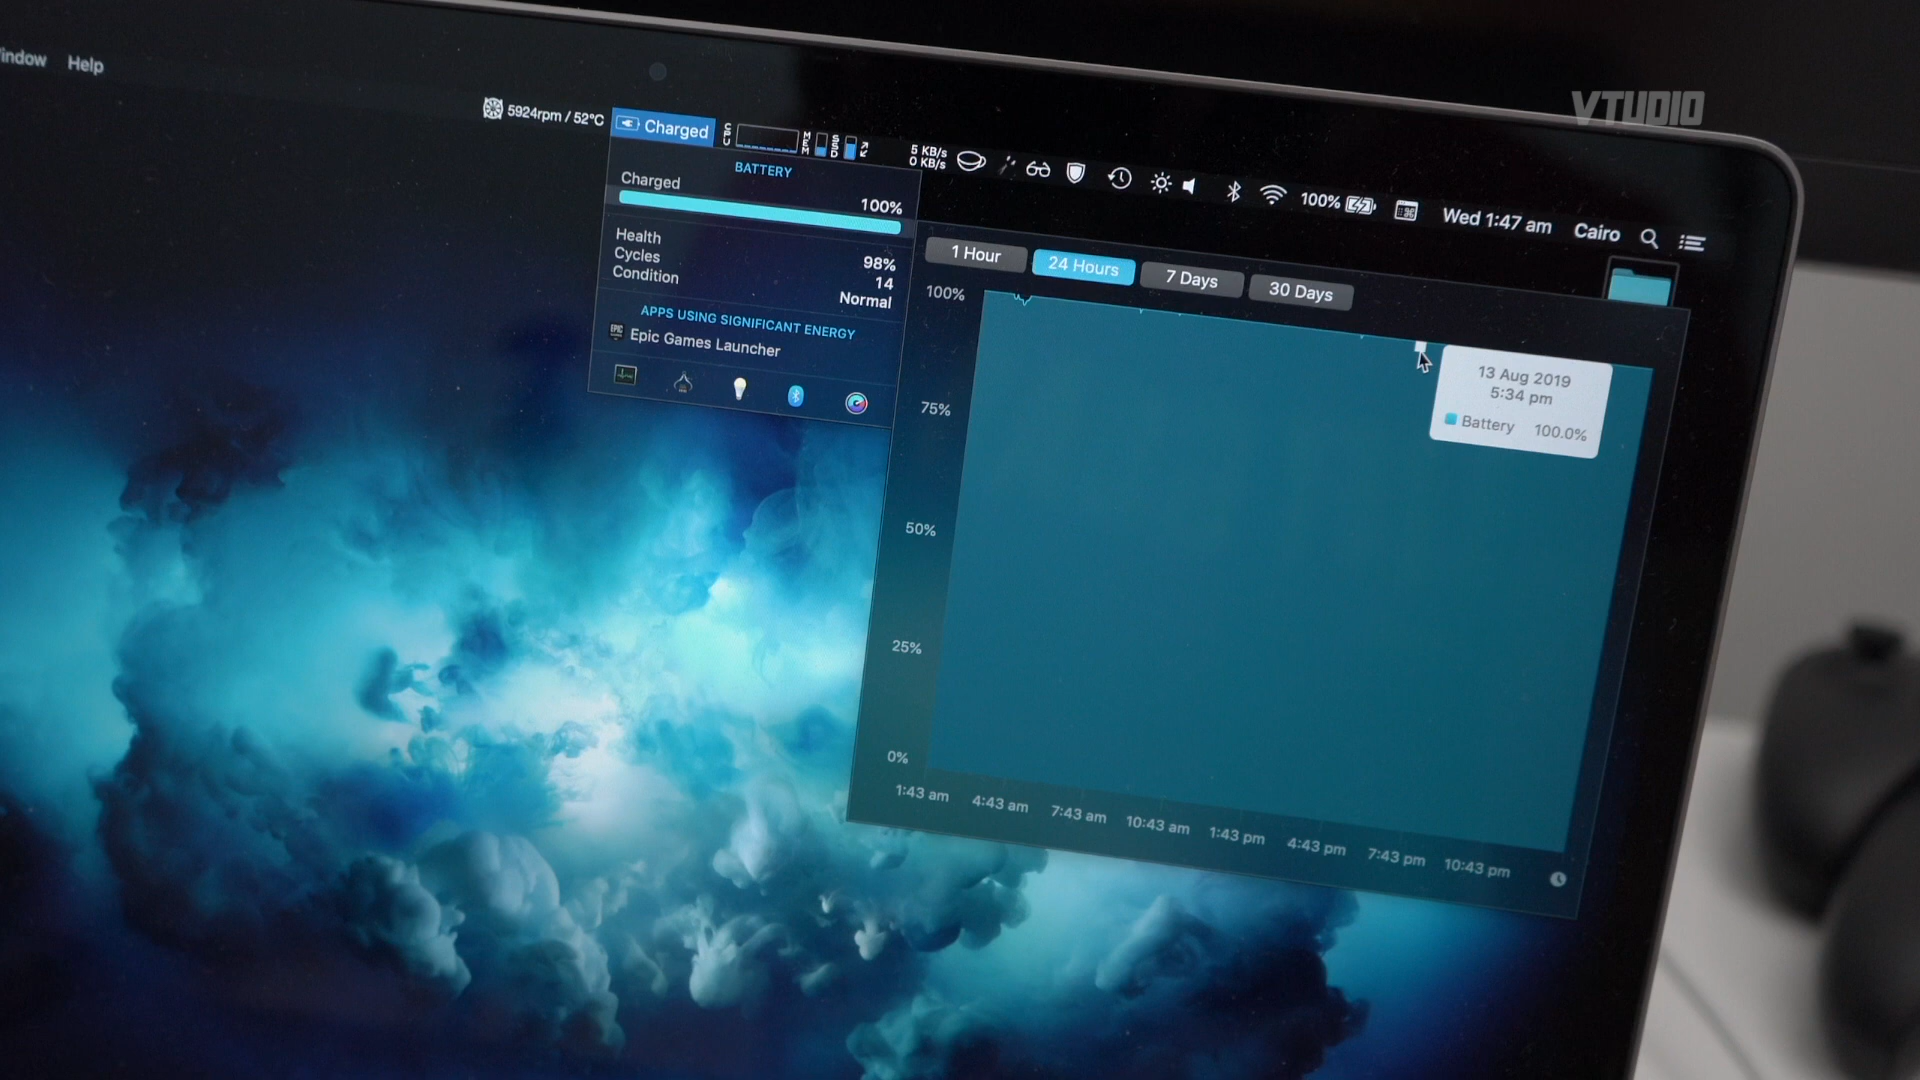 indow Help
VTUDIO
5924rpm / 52°C Charged CPU MEM SSD 5 KB/s
0 KB/s 100% Wed 1:47 am Cairo
BATTERY
Charged 100%
Health 98%
Cycles 14
Condition Normal
APPS USING SIGNIFICANT ENERGY
EPIC Epic Games Launcher
1 Hour 24 Hours 7 Days 30 Days
100%
75%
50%
25%
0%
13 Aug 2019
5:34 pm
Battery 100.0%
1:43 am 4:43 am 7:43 am 10:43 am 1:43 pm 4:43 pm 7:43 pm 10:43 pm